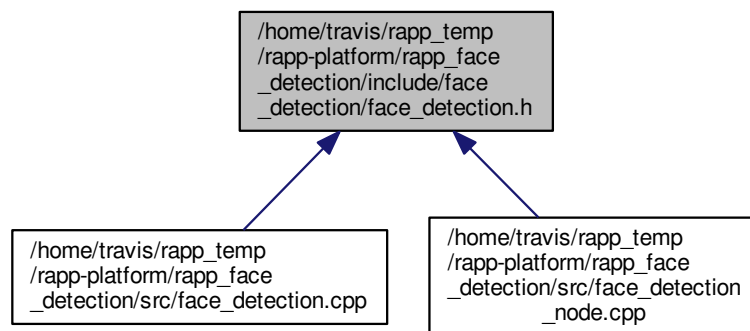 /home/travis/rapp_temp
/rapp-platform/rapp_face
_detection/include/face
_detection/face_detection.h
/home/travis/rapp_temp
/rapp-platform/rapp_face
_detection/src/face_detection.cpp
/home/travis/rapp_temp
/rapp-platform/rapp_face
_detection/src/face_detection
_node.cpp